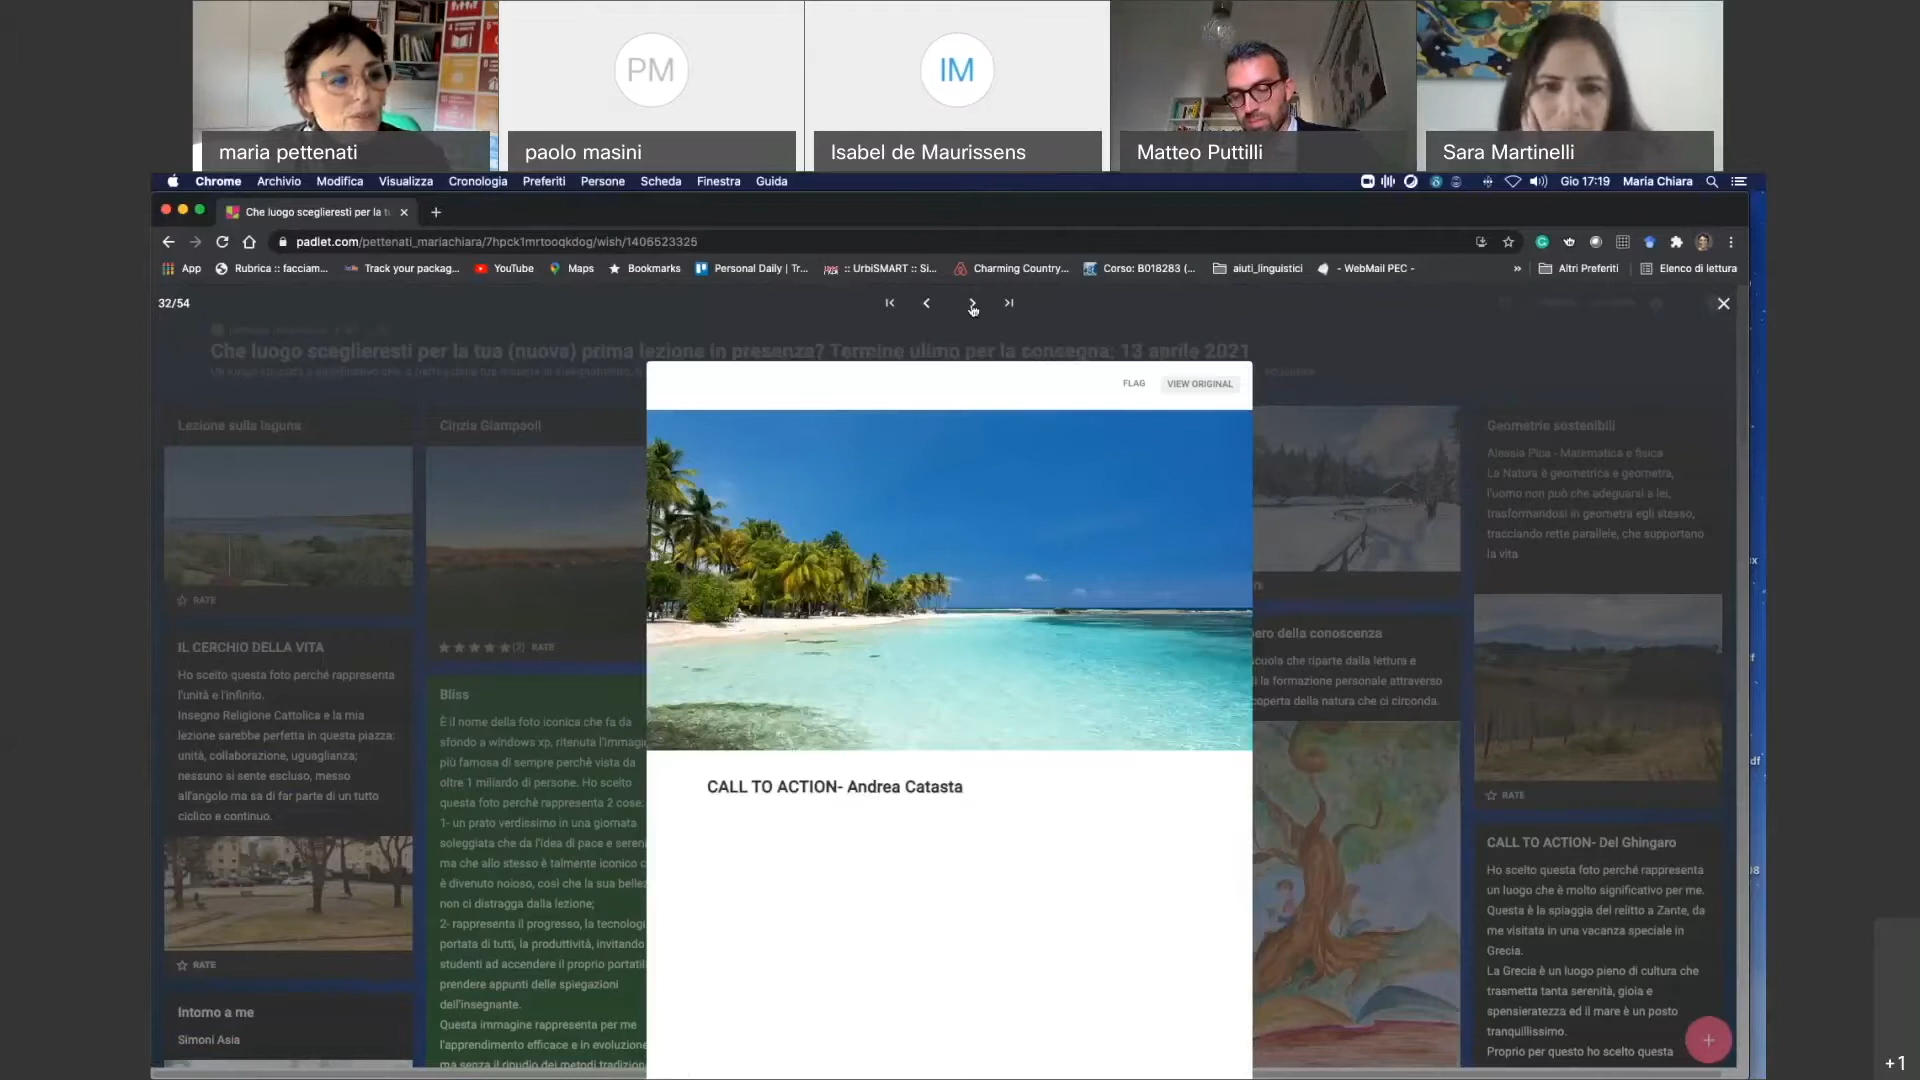 PM
IM
maria pettenati
paolo masini
Isabel de Maurissens
Matteo Puttilli
Sara Martinelli
Chrome Archivio Modifica Visualizza Cronologia Preferiti Persone Scheda Finestra Guida
Gio 17:19 Maria Chiara
Che luogo sceglieresti per la tu
padlet.com/pettenati_mariachiara/7hpck1mrtooqkdog/wish/1406523325
App Rubrica :: facciam... Track your packag... YouTube Maps Bookmarks Personal Daily | Tr... :: UrbiSMART :: Si... Charming Country... Corso: B018283 (... aiuti_linguistici - WebMail PEC - » Altri Preferiti Elenco di lettura
32/54
Che luogo sceglieresti per la tua (nuova) prima lezione in presenza? Termine ulimo per la consegna: 13 aprile 2021
Lezione sulla laguna
RATE
IL CERCHIO DELLA VITA
Ho scelto questa foto perché rappresenta
l'unità e l'infinito.
Insegno Religione Cattolica e la mia
lezione sarebbe perfetta in questa piazza:
unità, collaborazione, uguaglianza;
nessuno si sente escluso, messo
all'angolo ma sa di far parte di un tutto
ciclico e continuo.
RATE
Intorno a me
Simoni Asia
Cinzia Giampaoli
(2) RATE
Bliss
È il nome della foto iconica che fa da
sfondo a windows xp, ritenuta l'immagi
più famosa di sempre perchè vista da
oltre 1 miliardo di persone. Ho scelto
questa foto perchè rappresenta 2 cose.
1- un prato verdissimo in una giornata
soleggiata che da l'idea di pace e seren
ma che allo stesso è talmente iconico c
è divenuto noioso, così che la sua belle
non ci distragga dalla lezione;
2- rappresenta il progresso, la tecnologi
portata di tutti, la produttività, invitando
studenti ad accendere il proprio portatil
prendere appunti delle spiegazioni
dell'insegnante.
Questa immagine rappresenta per me
l'apprendimento efficace e in evoluzione
ma senza il ripudio dei metodi tradizion
FLAG VIEW ORIGINAL
CALL TO ACTION- Andrea Catasta
ero della conoscenza
cuola che riparte dalla lettura e
la formazione personale attraverso
operta della natura che ci circonda.
Geometrie sostenibili
Alessia Pica - Matematica e fisica
La Natura è geometrica e geometra,
l'uomo non può che adeguarsi a lei,
trasformandosi in geometra egli stesso,
tracciando rette parallele, che supportano
la vita
RATE
CALL TO ACTION- Del Ghingaro
Ho scelto questa foto perché rappresenta
un luogo che è molto significativo per me.
Questa è la spiaggia del relitto a Zante, da
me visitata in una vacanza speciale in
Grecia.
La Grecia è un luogo pieno di cultura che
trasmetta tanta serenità, gioia e
spensieratezza ed il mare è un posto
tranquillissimo.
Proprio per questo ho scelto questa
+1